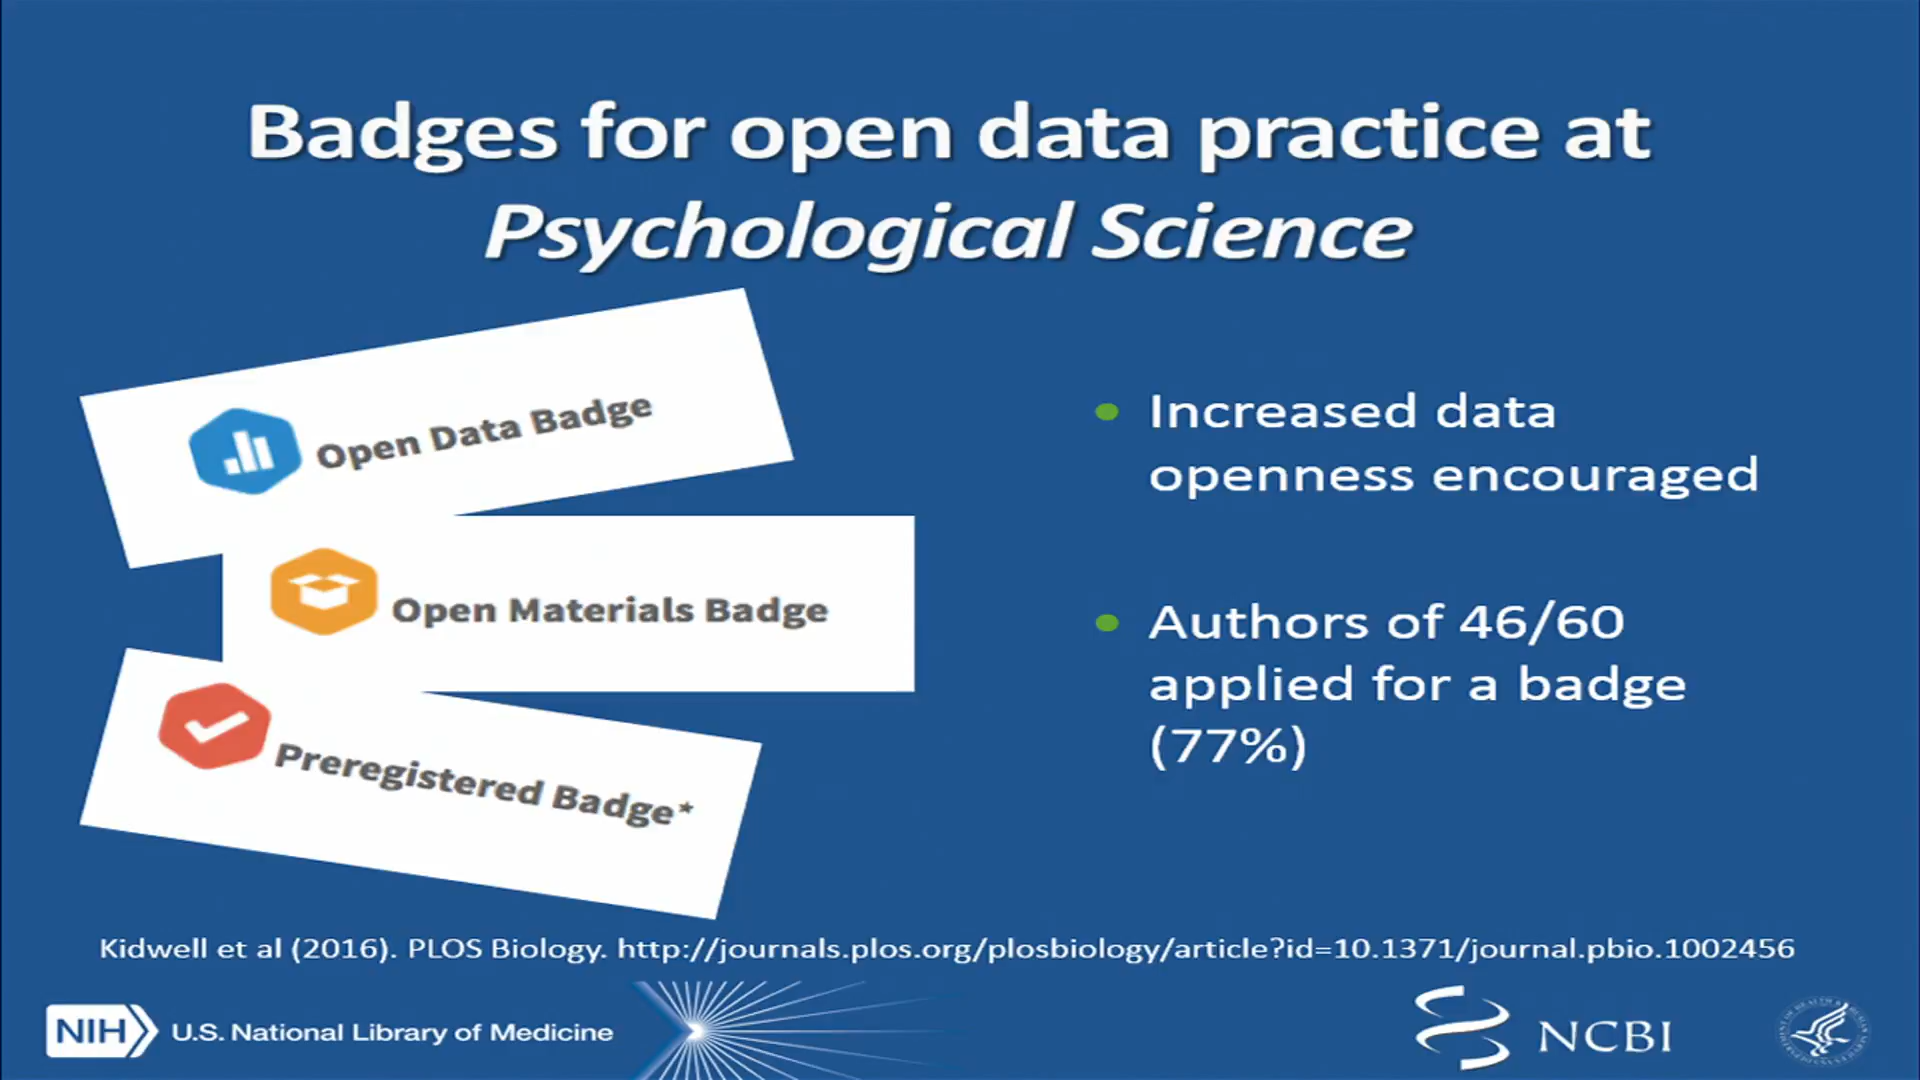 Badges for open data practice at
Psychological Science
Open Data Badge
Open Materials Badge
Preregistered Badge*
• Increased data
openness encouraged
• Authors of 46/60
applied for a badge
(77%)
Kidwell et al (2016). PLOS Biology. http://journals.plos.org/plosbiology/article?id=10.1371/journal.pbio.1002456
NIH U.S. National Library of Medicine
NCBI